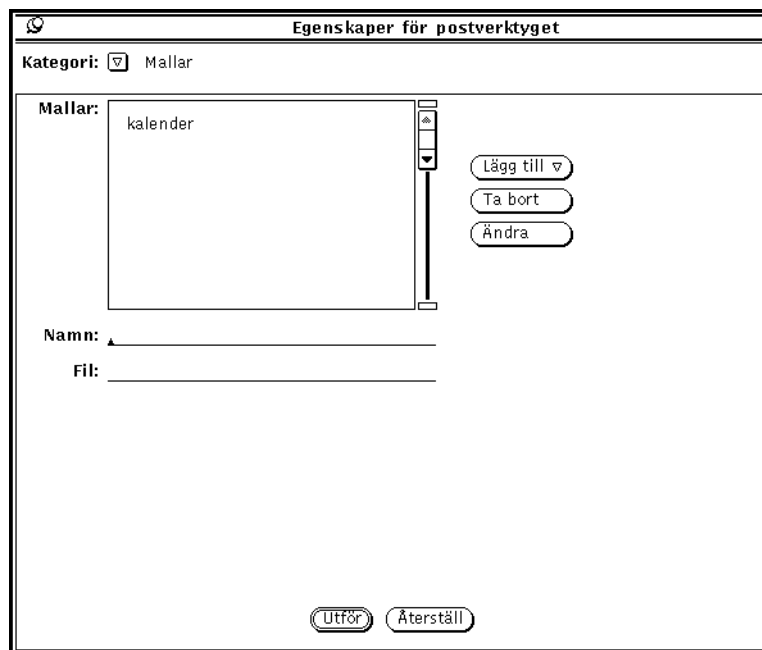 Egenskaper för postverktyget
Kategori: Mallar
Mallar:
kalender
Lägg till
Ta bort
Ändra
Namn:
Fil:
Utför Återställ